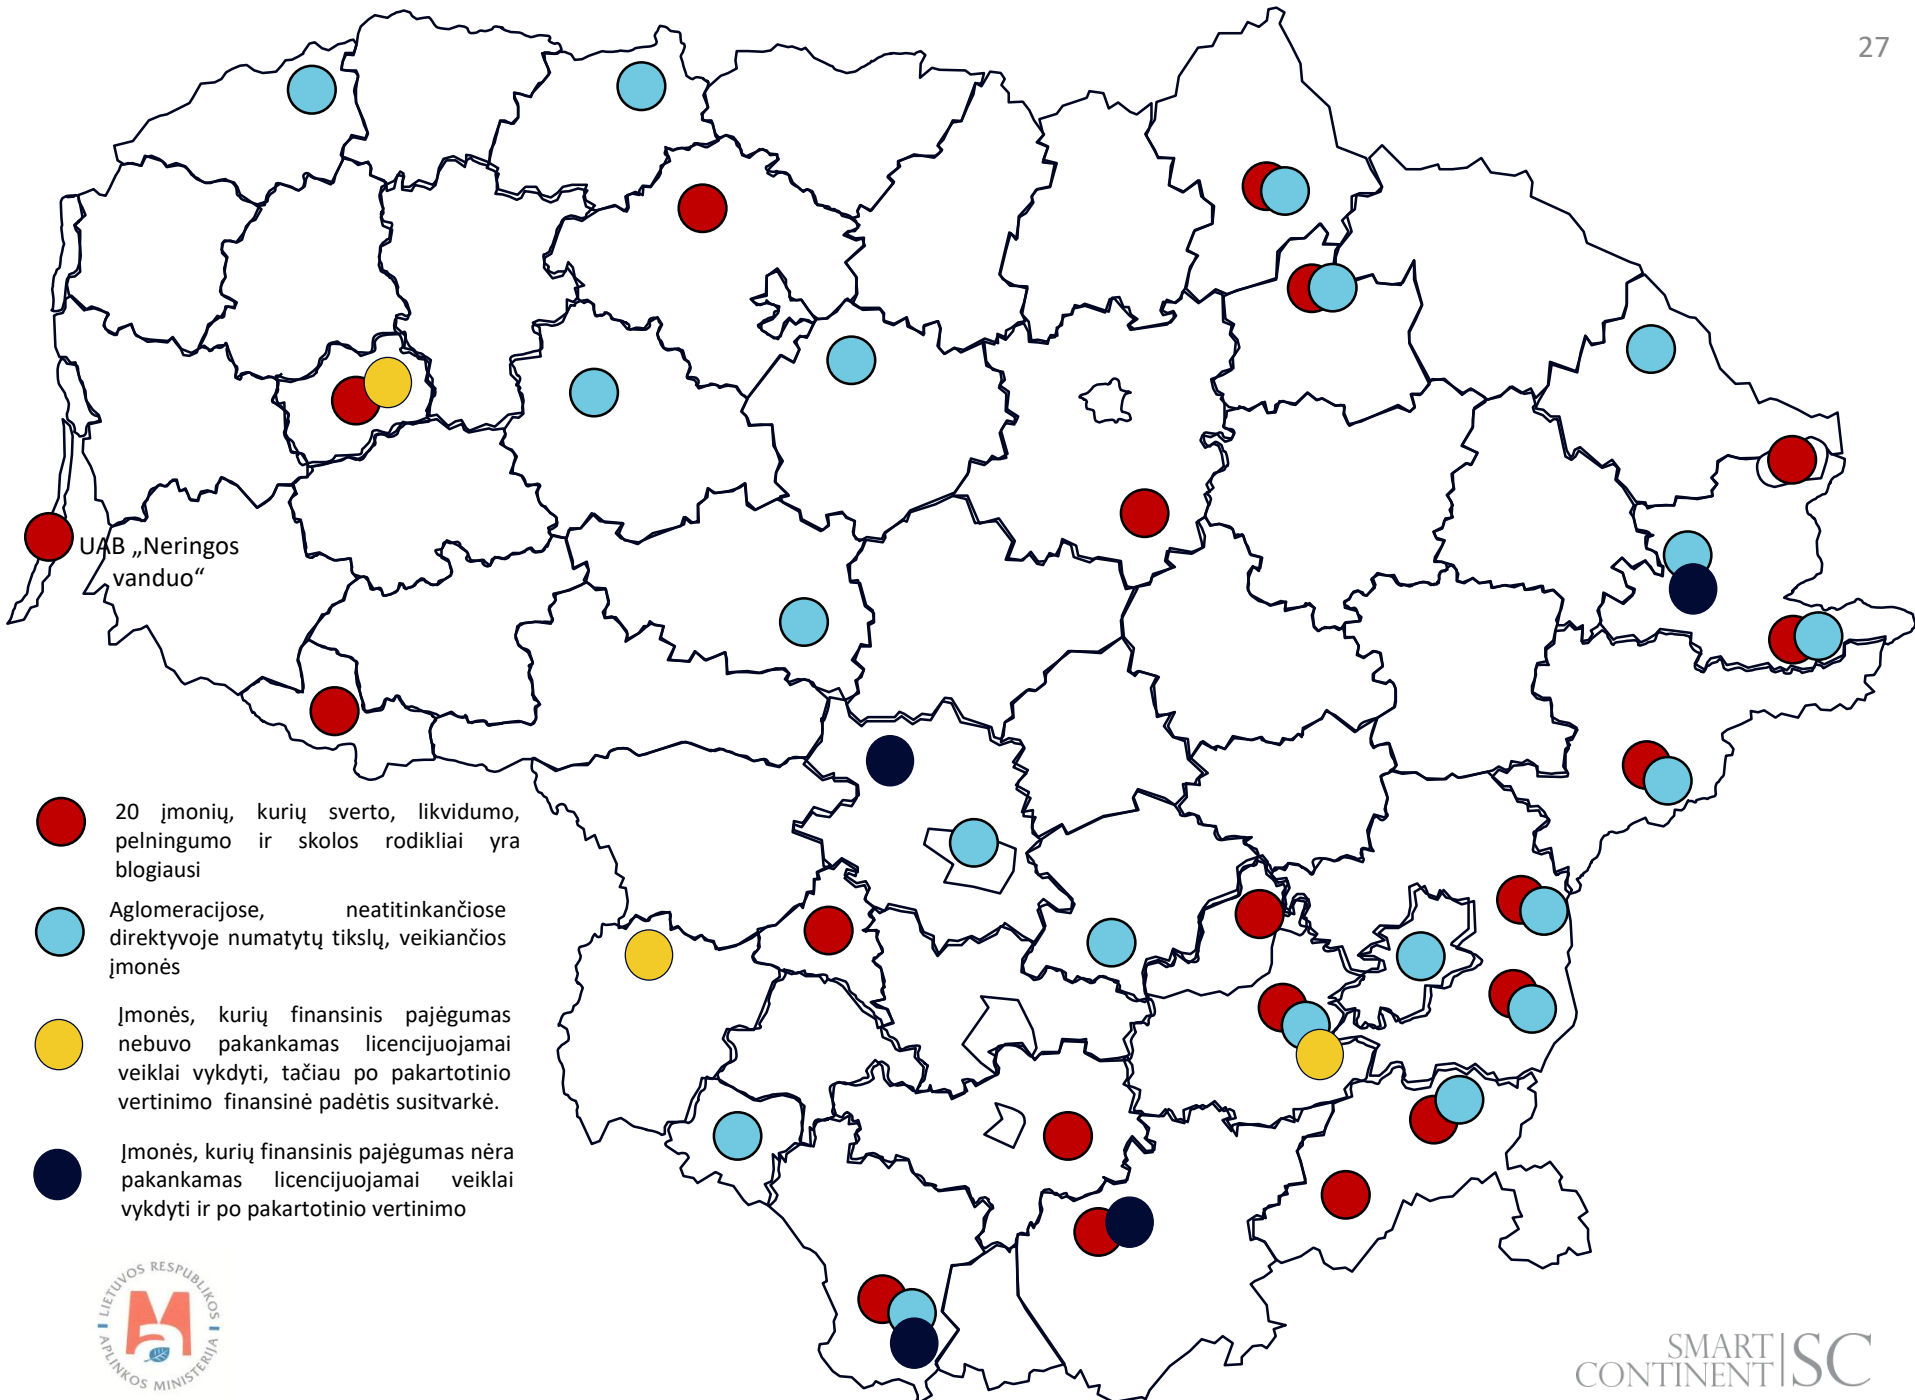 27
UAB „Neringos
vanduo“
20 įmonių, kurių sverto, likvidumo,
pelningumo ir skolos rodikliai yra
blogiausi
Aglomeracijose, neatitinkančiose
direktyvoje numatytų tikslų, veikiančios
įmonės
Įmonės, kurių finansinis pajėgumas
nebuvo pakankamas licencijuojamai
veiklai vykdyti, tačiau po pakartotinio
vertinimo finansinė padėtis susitvarkė.
Įmonės, kurių finansinis pajėgumas nėra
pakankamas licencijuojamai veiklai
vykdyti ir po pakartotinio vertinimo
LIETUVOS RESPUBLIKOS
APLINKOS MINISTERIJA
SMART
CONTINENT SC